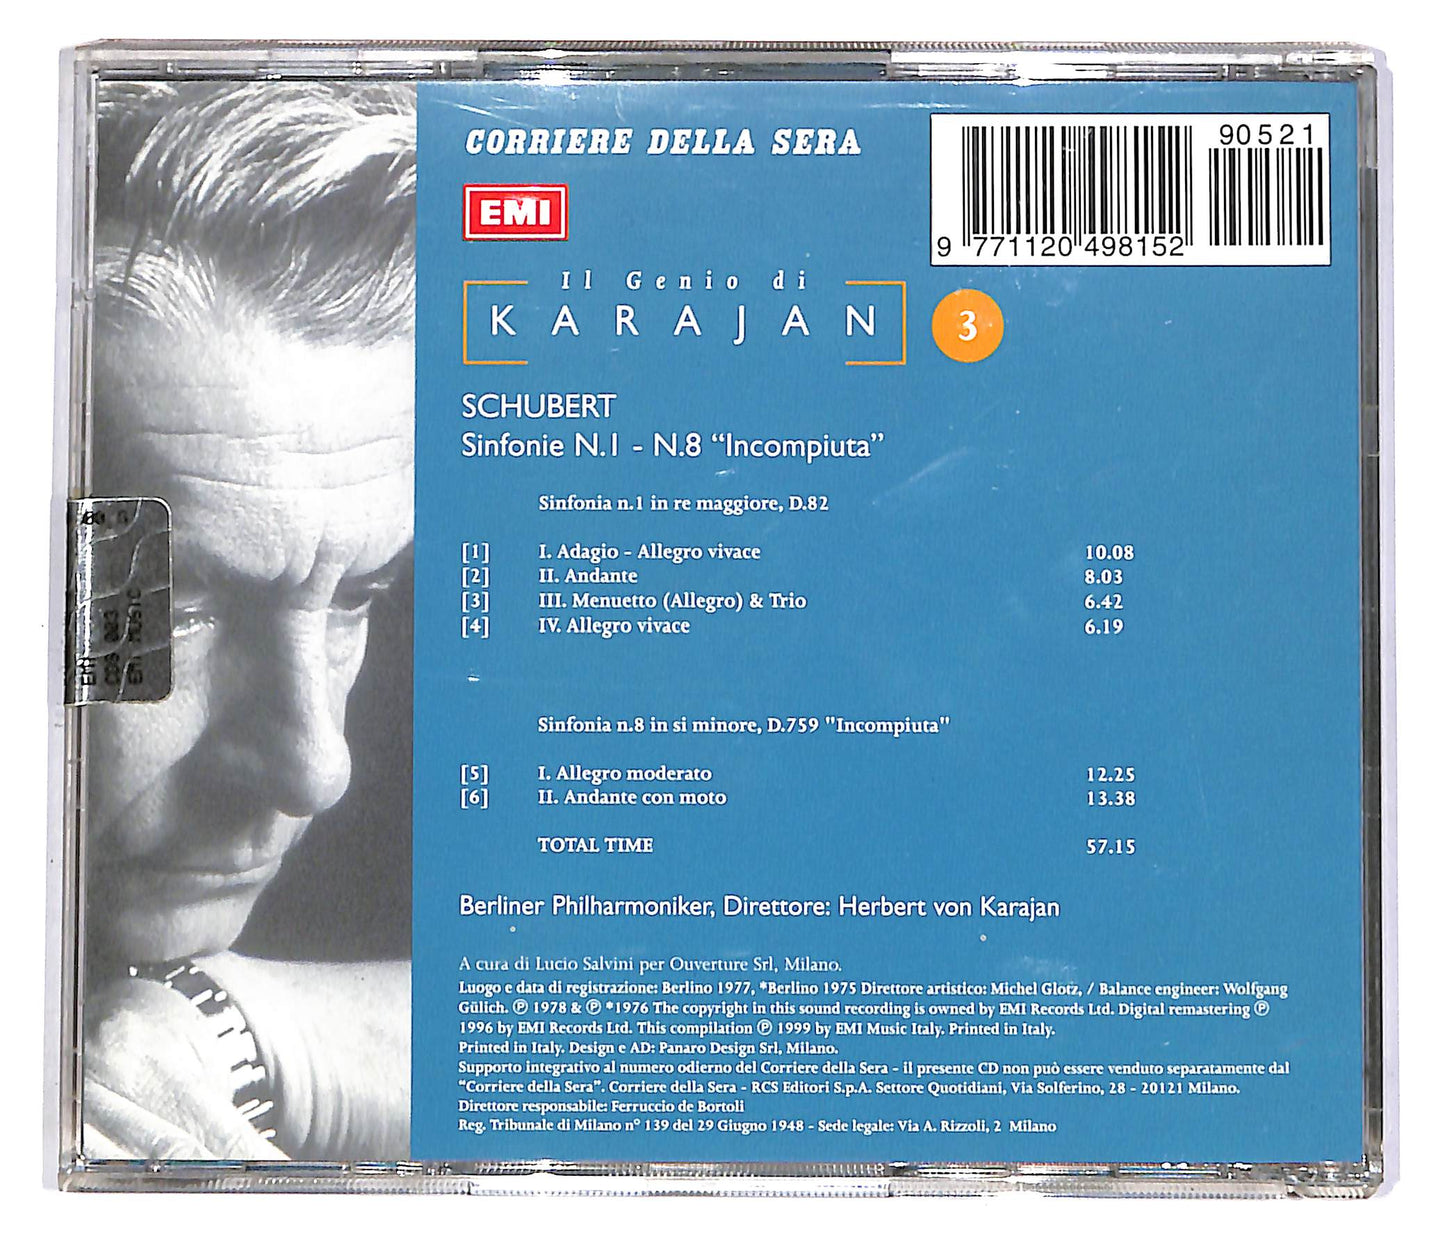 CORRIERE DELLA SERA
90521
9 771120 498152
EMI
Il Genio di
KARAJAN
3
SCHUBERT
Sinfonie N.1 - N.8 “Incompiuta”
Sinfonia n.1 in re maggiore, D.82
[1] I. Adagio - Allegro vivace 10.08
[2] II. Andante 8.03
[3] III. Menuetto (Allegro) & Trio 6.42
[4] IV. Allegro vivace 6.19
Sinfonia n.8 in si minore, D.759 "Incompiuta"
[5] I. Allegro moderato 12.25
[6] II. Andante con moto 13.38
TOTAL TIME 57.15
Berliner Philharmoniker, Direttore: Herbert von Karajan
A cura di Lucio Salvini per Ouverture Srl, Milano.
Luogo e data di registrazione: Berlino 1977, *Berlino 1975 Direttore artistico: Michel Glotz, / Balance engineer: Wolfgang
Gülich. ℗ 1978 & ℗ *1976 The copyright in this sound recording is owned by EMI Records Ltd. Digital remastering ℗
1996 by EMI Records Ltd. This compilation ℗ 1999 by EMI Music Italy. Printed in Italy.
Printed in Italy. Design e AD: Panaro Design Srl, Milano.
Supporto integrativo al numero odierno del Corriere della Sera - il presente CD non può essere venduto separatamente dal
“Corriere della Sera”. Corriere della Sera - RCS Editori S.p.A. Settore Quotidiani, Via Solferino, 28 - 20121 Milano.
Direttore responsabile: Ferruccio de Bortoli
Reg. Tribunale di Milano n° 139 del 29 Giugno 1948 - Sede legale: Via A. Rizzoli, 2 Milano
EMI
CDS 003
EMI MUSIC